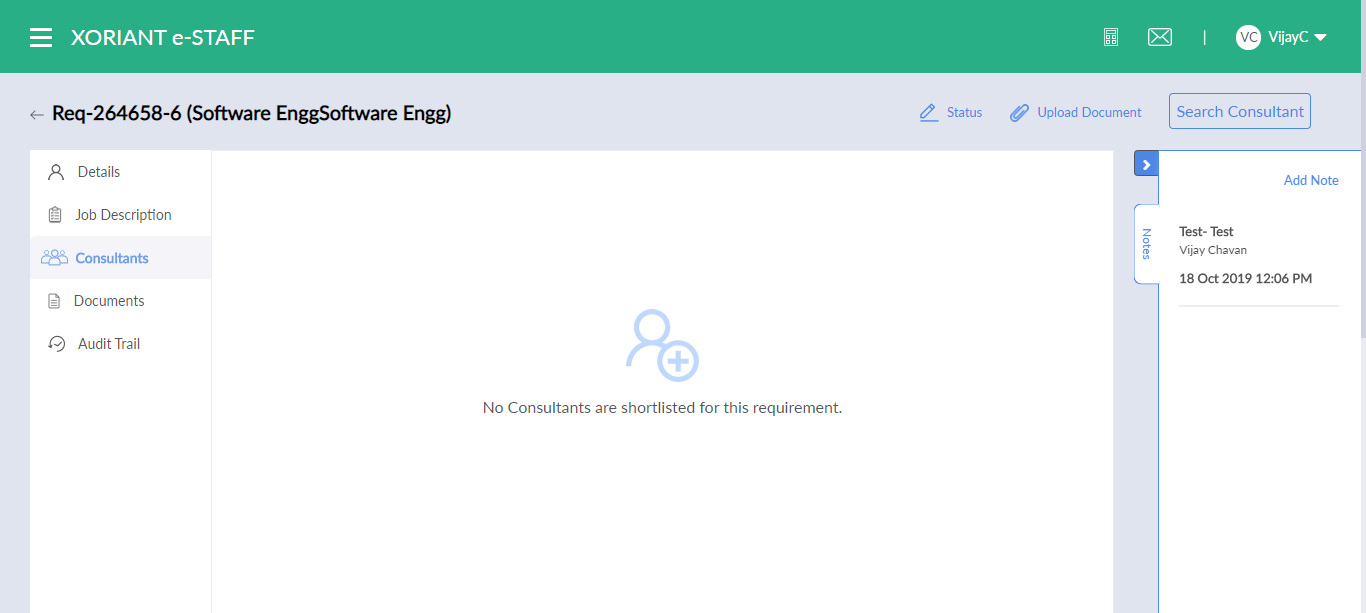 XORIANT e-STAFF
|
VC VijayC
Req-264658-6 (Software EnggSoftware Engg)
Status
Upload Document
Search Consultant
Details
Job Description
Consultants
Documents
Audit Trail
No Consultants are shortlisted for this requirement.
Notes
Add Note
Test- Test
Vijay Chavan
18 Oct 2019 12:06 PM